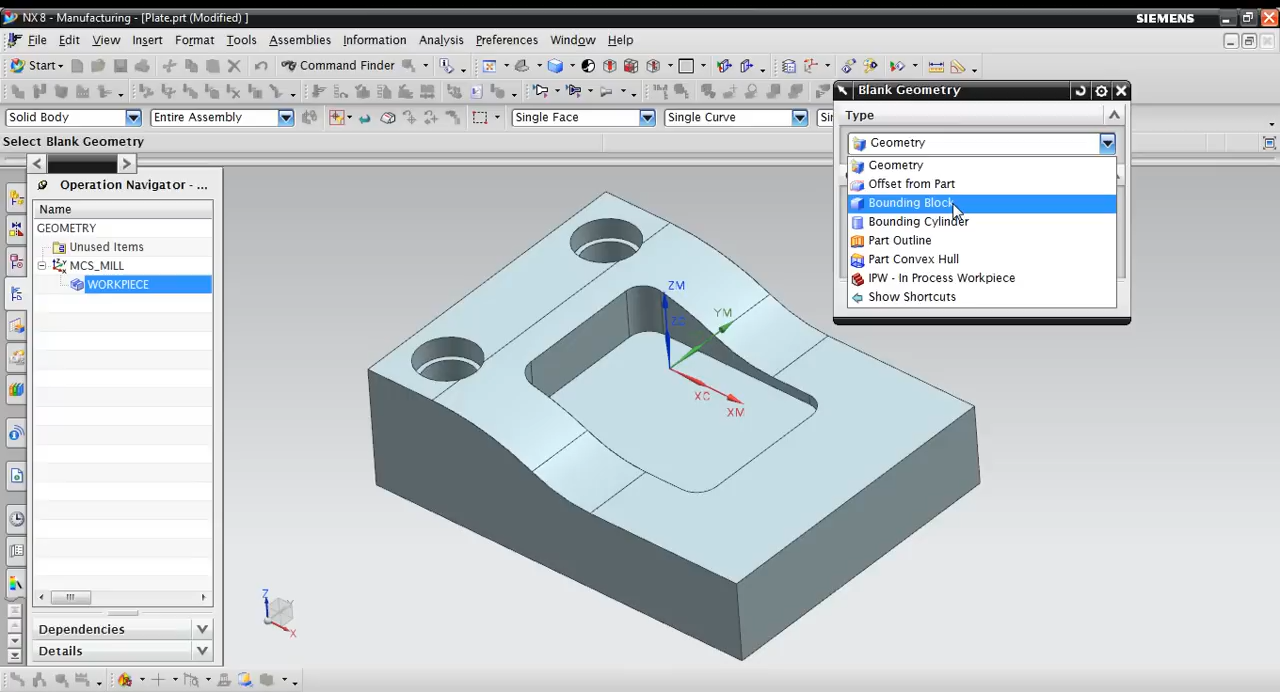 NX 8 - Manufacturing - [Plate.prt (Modified) ]
SIEMENS
File Edit View Insert Format Tools Assemblies Information Analysis Preferences Window Help
Start Command Finder
Solid Body Entire Assembly Single Face Single Curve
Select Blank Geometry
Operation Navigator - ...
Name
GEOMETRY
Unused Items
MCS_MILL
WORKPIECE
Dependencies
Details
Blank Geometry
Type
Geometry
Geometry
Offset from Part
Bounding Block
Bounding Cylinder
Part Outline
Part Convex Hull
IPW - In Process Workpiece
Show Shortcuts
ZM
YM
XC
XM
Z
X